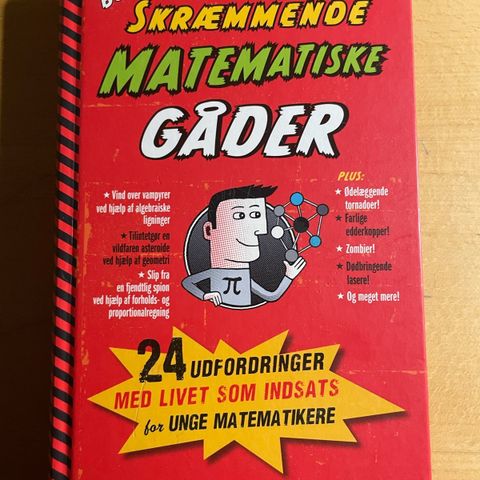 SKRÆMMENDE
MATEMATISKE
GÅDER
PLUS:
★ Vind over vampyrer
ved hjælp af algebraiske
ligninger
★ Tilintetgør en
vildfaren asteroide
ved hjælp af geometri
★ Slip fra
en fjendtlig spion
ved hjælp af forholds- og
proportionalregning
★ Ødelæggende
tornadoer!
★ Farlige
edderkopper!
★ Zombier!
★ Dødbringende
lasere!
★ Og meget mere!
π
24 UDFORDRINGER
MED LIVET SOM INDSATS
for UNGE MATEMATIKERE